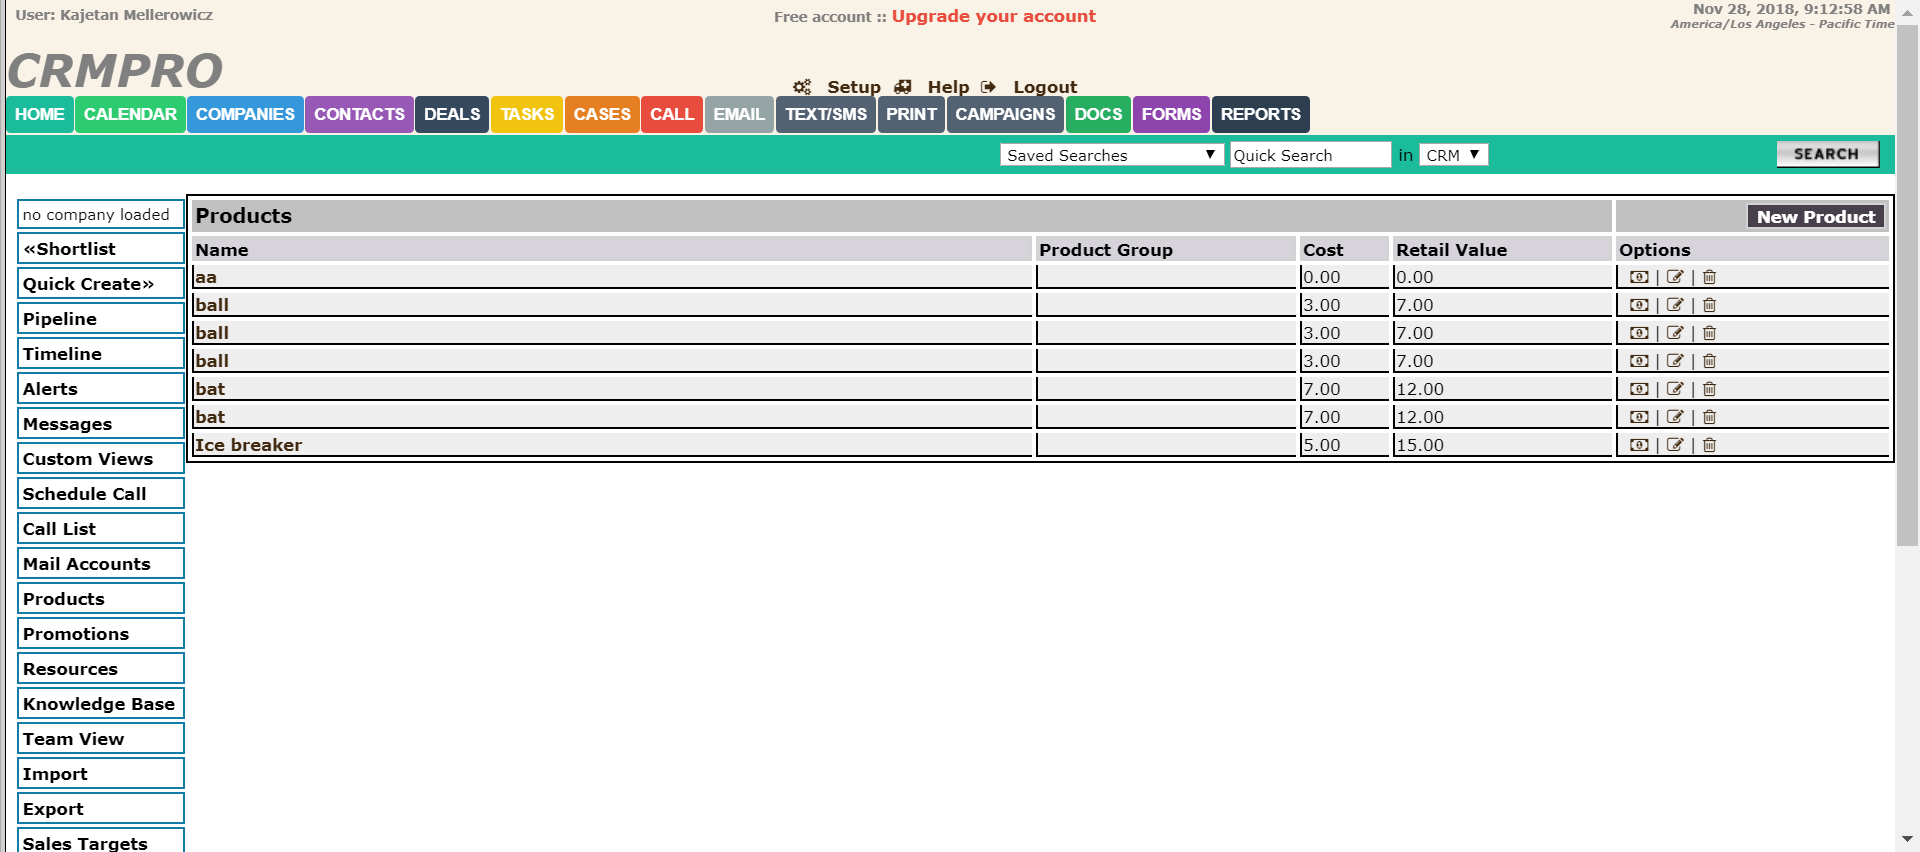 User: Kajetan Mellerowicz
Free account :: Upgrade your account
Nov 28, 2018, 9:12:58 AM
America/Los Angeles - Pacific Time
CRMPRO
Setup Help Logout
HOME CALENDAR COMPANIES CONTACTS DEALS TASKS CASES CALL EMAIL TEXT/SMS PRINT CAMPAIGNS DOCS FORMS REPORTS
Saved Searches Quick Search in CRM SEARCH
no company loaded
«Shortlist
Quick Create»
Pipeline
Timeline
Alerts
Messages
Custom Views
Schedule Call
Call List
Mail Accounts
Products
Promotions
Resources
Knowledge Base
Team View
Import
Export
Sales Targets
Products New Product
Name Product Group Cost Retail Value Options
aa 0.00 0.00 | |
ball 3.00 7.00 | |
ball 3.00 7.00 | |
ball 3.00 7.00 | |
bat 7.00 12.00 | |
bat 7.00 12.00 | |
Ice breaker 5.00 15.00 | |